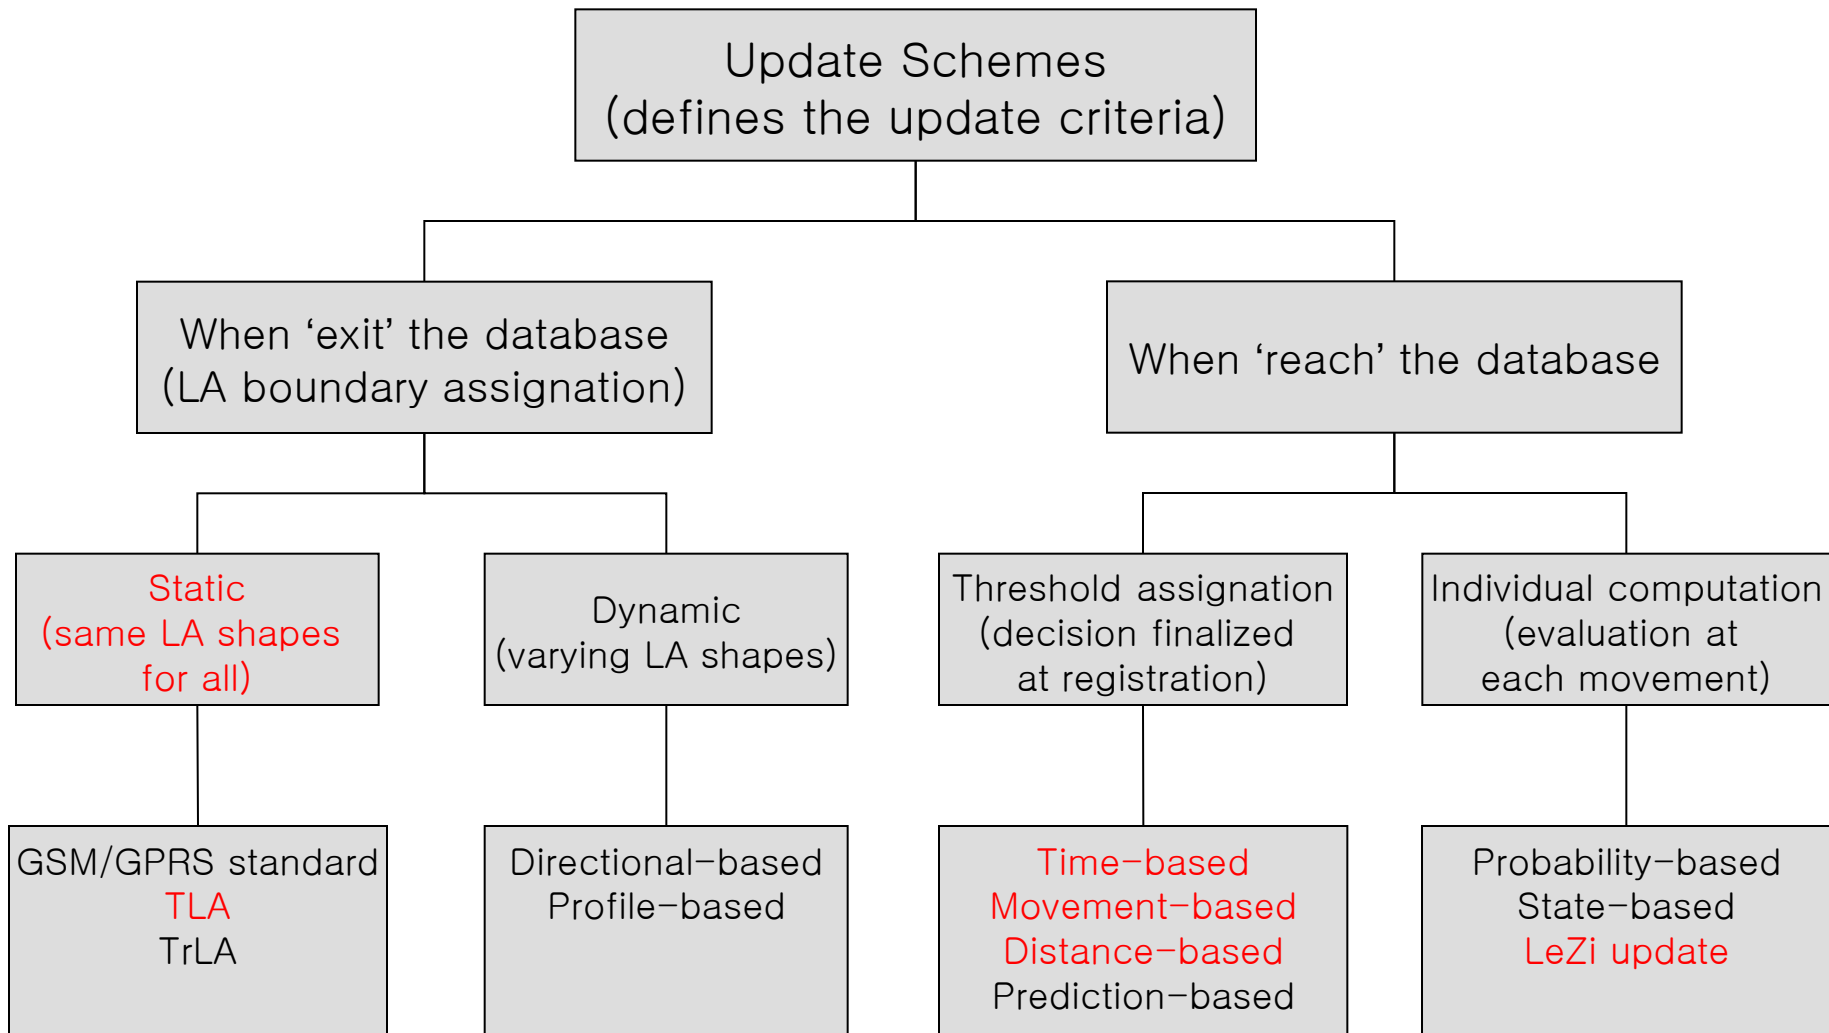 Update Schemes
(defines the update criteria)
When ‘exit’ the database
(LA boundary assignation)
When ‘reach’ the database
Static
(same LA shapes
for all)
Dynamic
(varying LA shapes)
Threshold assignation
(decision finalized
at registration)
Individual computation
(evaluation at
each movement)
GSM/GPRS standard
TLA
TrLA
Directional-based
Profile-based
Time-based
Movement-based
Distance-based
Prediction-based
Probability-based
State-based
LeZi update